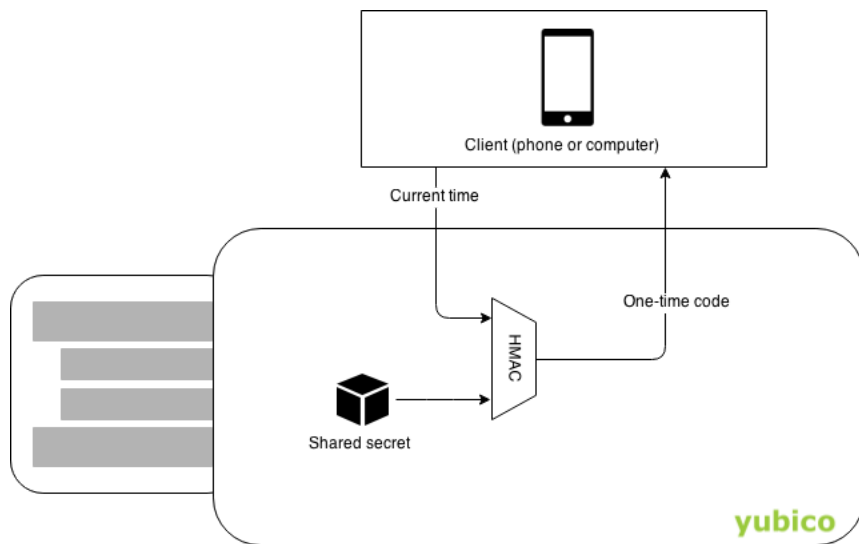 Client (phone or computer)
Current time
One-time code
HMAC
Shared secret
yubico